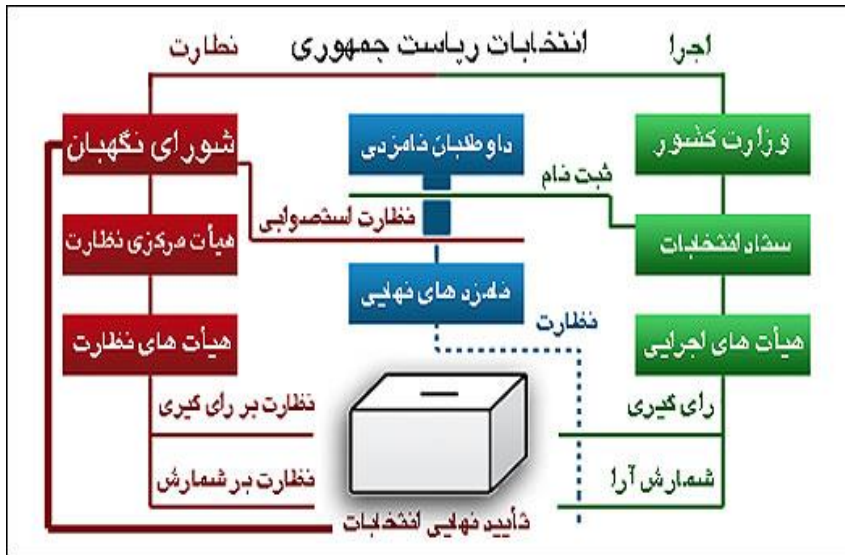 اجرا
انتخابات ریاست جمهوری
نظارت
وزارت کشور
داوطلبان نامزدی
شورای نگهبان
ثبت نام
نظارت استصوابی
ستاد انتخابات
هیأت مرکزی نظارت
نامزد های نهایی
نظارت
هیأت های اجرایی
هیأت های نظارت
رای گیری
نظارت بر رای گیری
شمارش آرا
نظارت بر شمارش
تأیید نهایی انتخابات